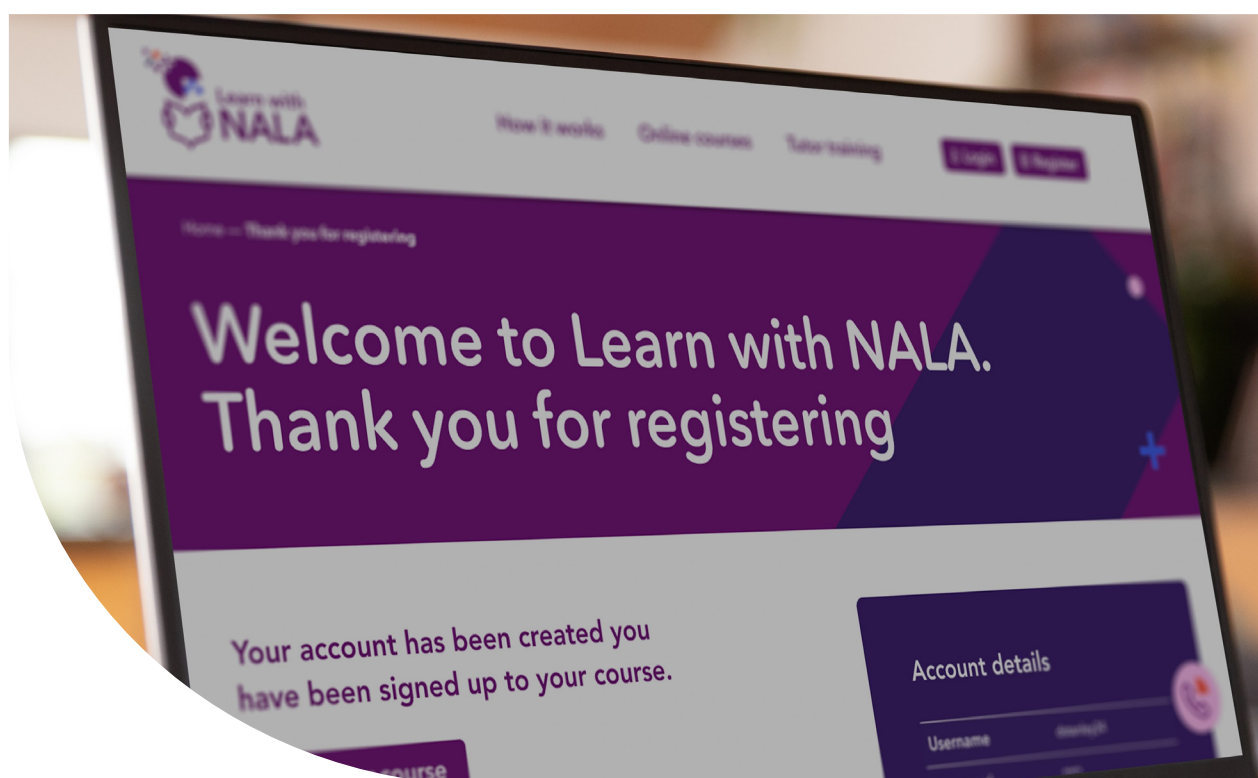 Learn with
NALA
How it works
Online courses
Tutor training
Login
Register
Home — Thank you for registering
Welcome to Learn with NALA.
Thank you for registering
Your account has been created you
have been signed up to your course.
course
Account details
Username